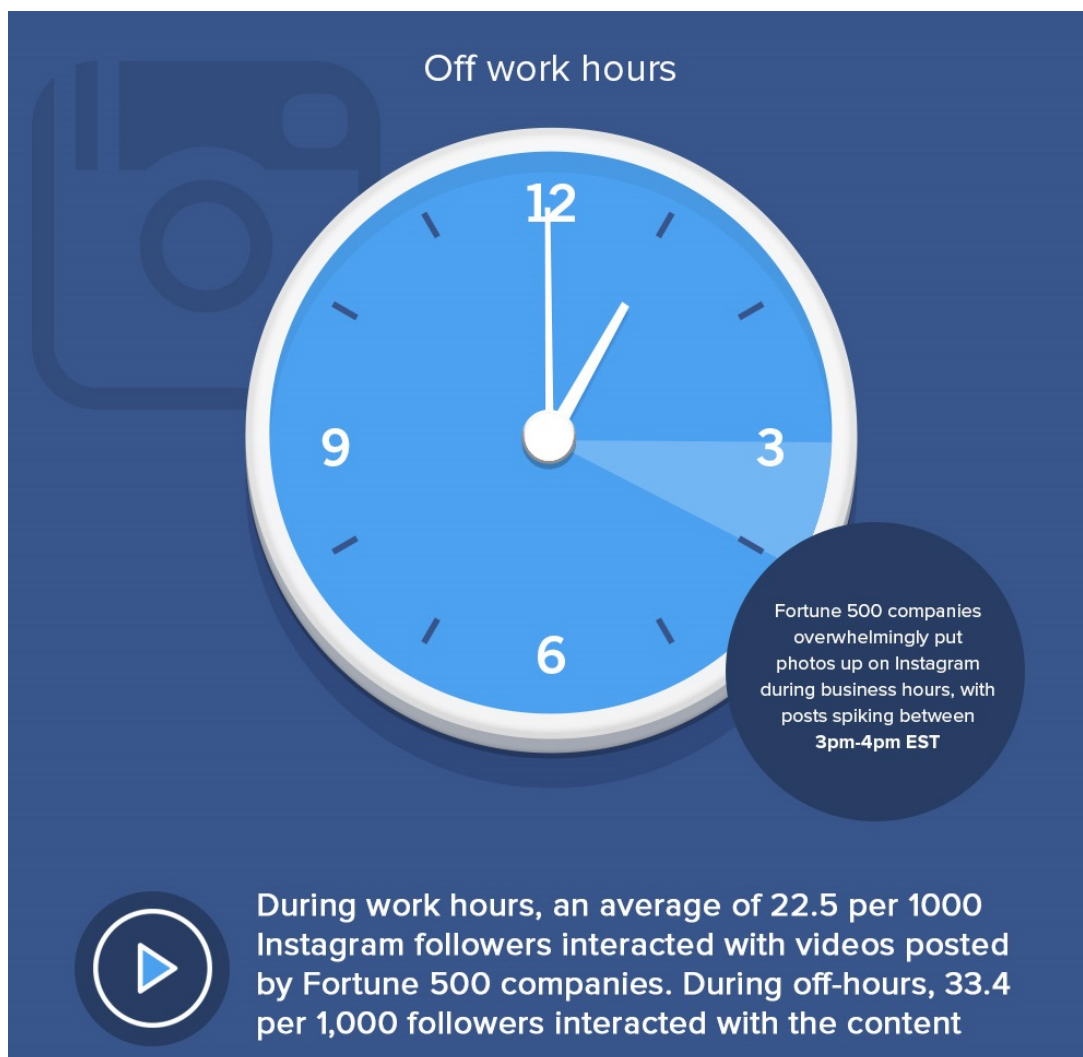 Off work hours
12
9
3
6
Fortune 500 companies
overwhelmingly put
photos up on Instagram
during business hours, with
posts spiking between
3pm-4pm EST
During work hours, an average of 22.5 per 1000
Instagram followers interacted with videos posted
by Fortune 500 companies. During off-hours, 33.4
per 1,000 followers interacted with the content